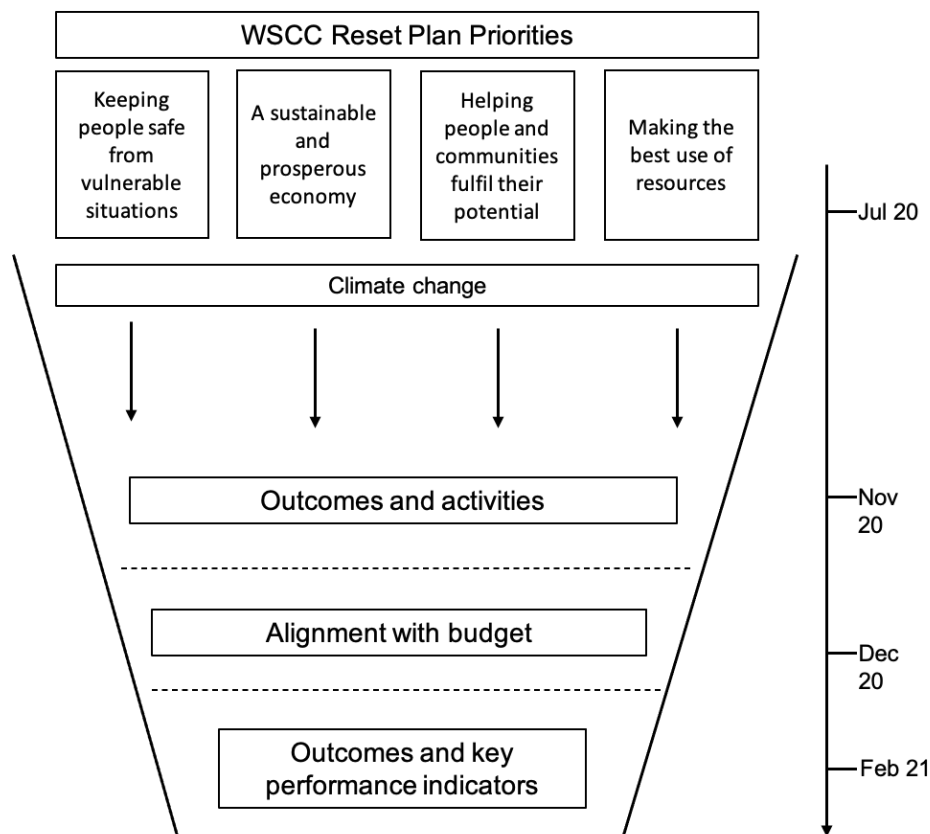 WSCC Reset Plan Priorities
Keeping
people safe
from
vulnerable
situations
A sustainable
and
prosperous
economy
Helping
people and
communities
fulfil their
potential
Making the
best use of
resources
Jul 20
Climate change
Outcomes and activities
Nov
20
Alignment with budget
Dec
20
Outcomes and key
performance indicators
Feb 21